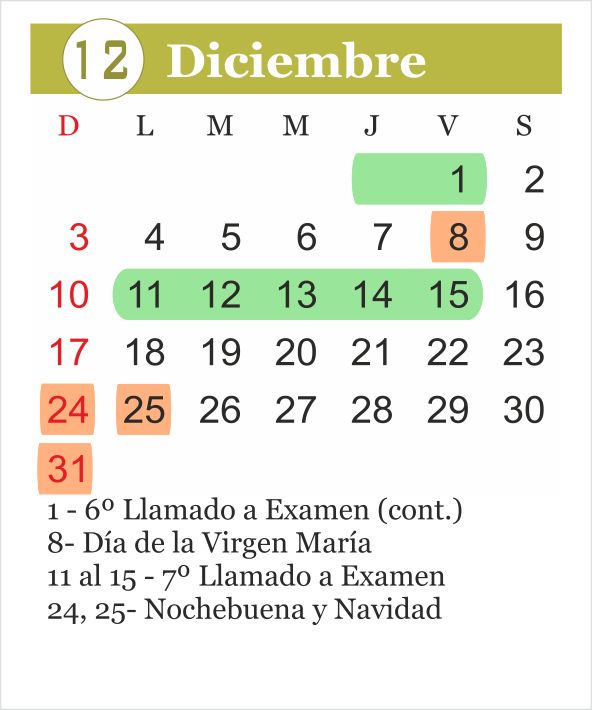 12 Diciembre
D L M M J V S
1 2
3 4 5 6 7 8 9
10 11 12 13 14 15 16
17 18 19 20 21 22 23
24 25 26 27 28 29 30
31
1 - 6º Llamado a Examen (cont.)
8- Día de la Virgen María
11 al 15 - 7º Llamado a Examen
24, 25- Nochebuena y Navidad